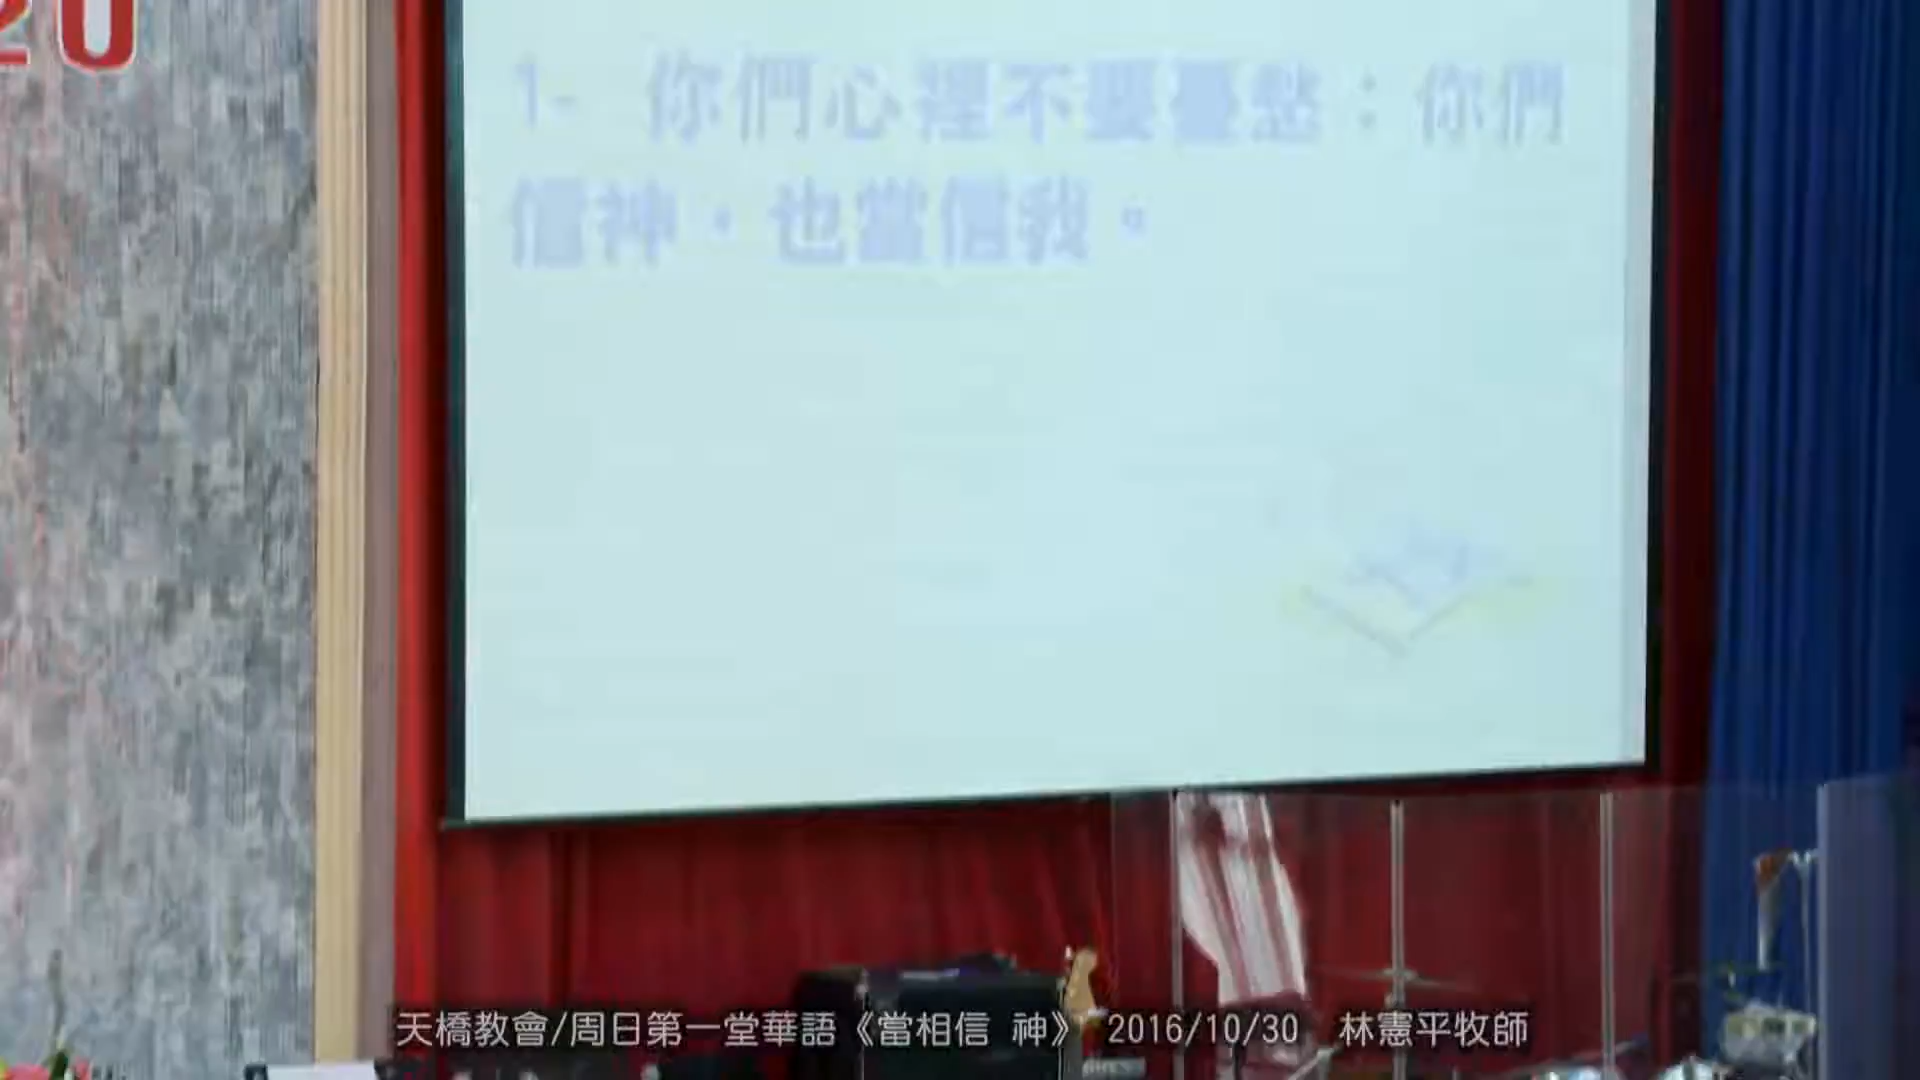 20
1- 你們心裡不要憂愁；你們
信神，也當信我。
天橋教會/周日第一堂華語《當相信 神》 2016/10/30 林憲平牧師